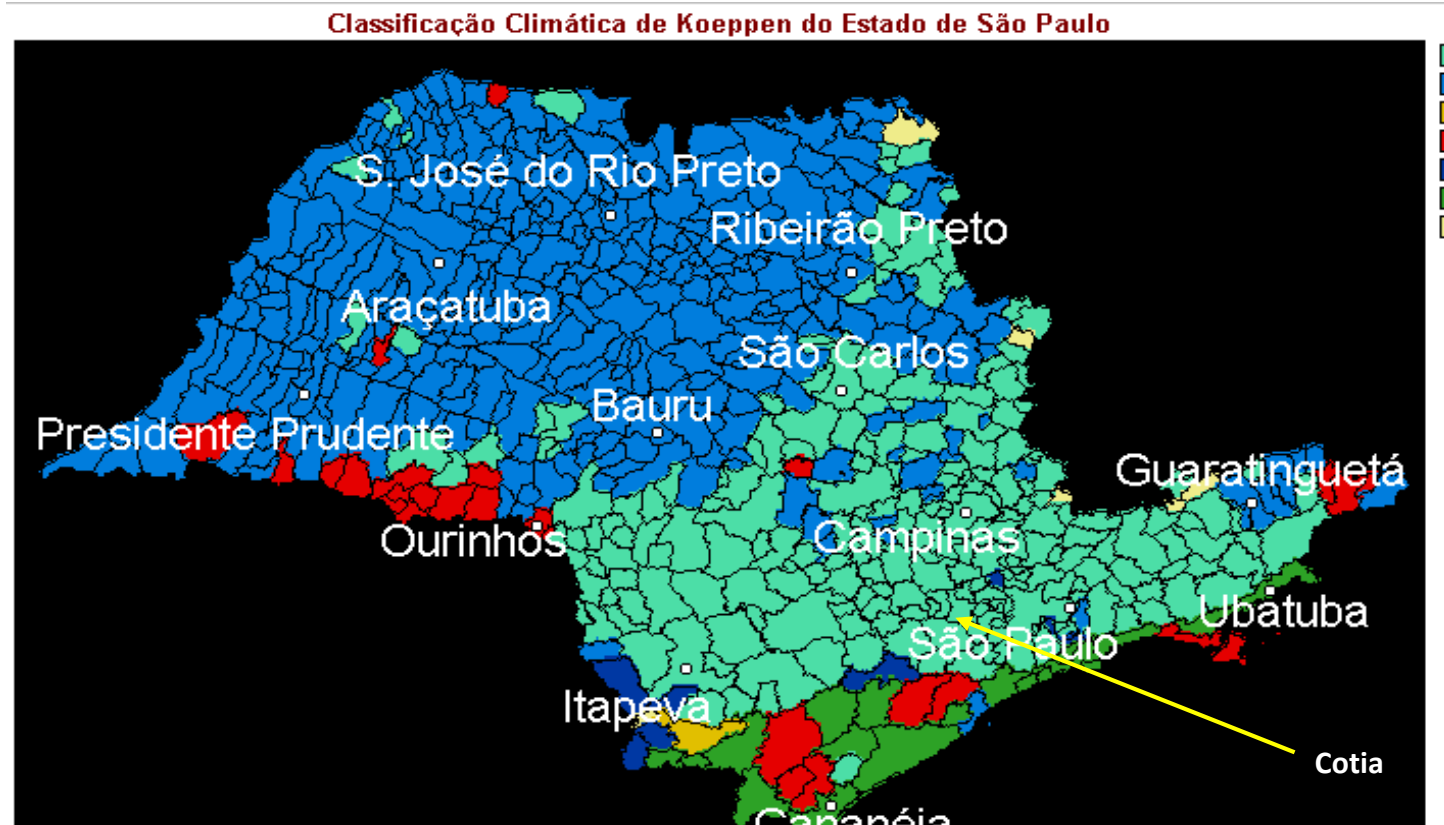 Classificação Climática de Koeppen do Estado de São Paulo
S. José do Rio Preto
Ribeirão Preto
Araçatuba
São Carlos
Bauru
Presidente Prudente
Guaratinguetá
Ourinhos
Campinas
Ubatuba
São Paulo
Itapeva
Cotia
Cananéia